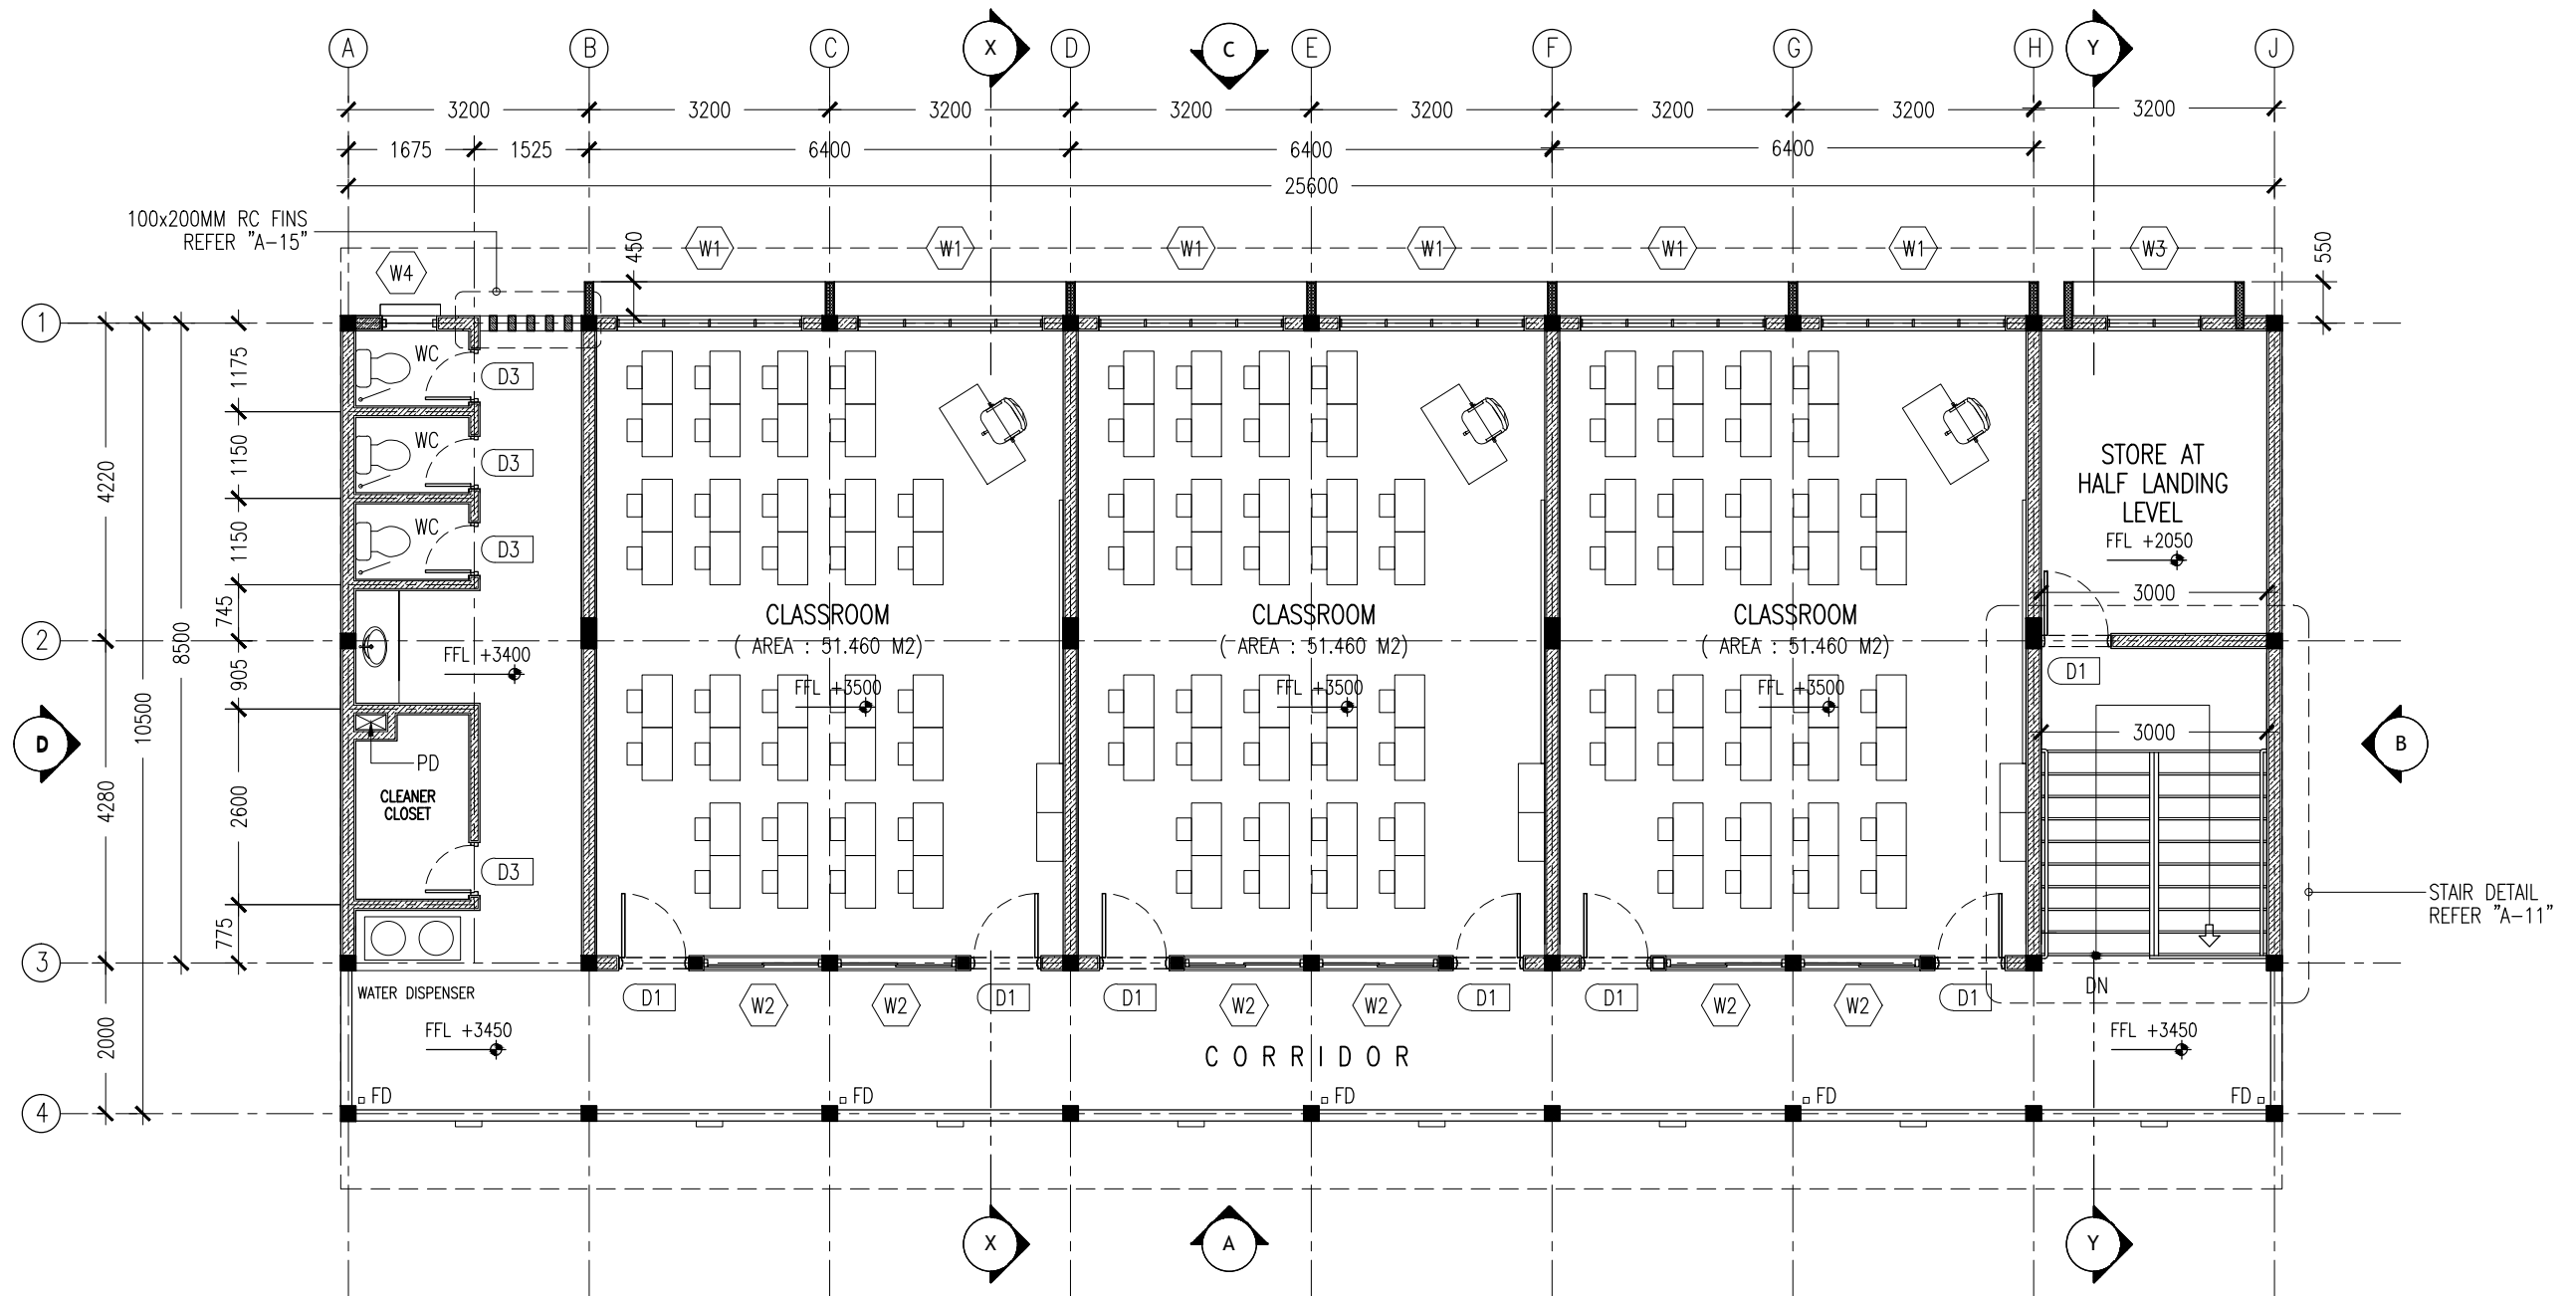 A B C X D C E F G H Y J
3200 3200 3200 3200 3200 3200 3200 3200
1675 1525 6400 6400 6400
25600
100x200MM RC FINS
REFER "A-15"
450
W4 W1 W1 W1 W1 W1 W1 W3
550
1
WC D3
1175
WC D3
1150
4220
WC D3
1150
STORE AT
HALF LANDING
LEVEL
FFL +2050
3000
745
CLASSROOM CLASSROOM CLASSROOM
( AREA : 51.460 M2) ( AREA : 51.460 M2) ( AREA : 51.460 M2)
2
8500
FFL +3400
D1
905
FFL +3500 FFL +3500 FFL +3500
10500
D B
3000
PD
CLEANER
CLOSET
4280
2600
D3
STAIR DETAIL
REFER "A-11"
775
3
WATER DISPENSER
DN
D1 W2 W2 D1 D1 W2 W2 D1 D1 W2 W2 D1
2000
FFL +3450 FFL +3450
CORRIDOR
FD FD FD FD FD
4
X A Y